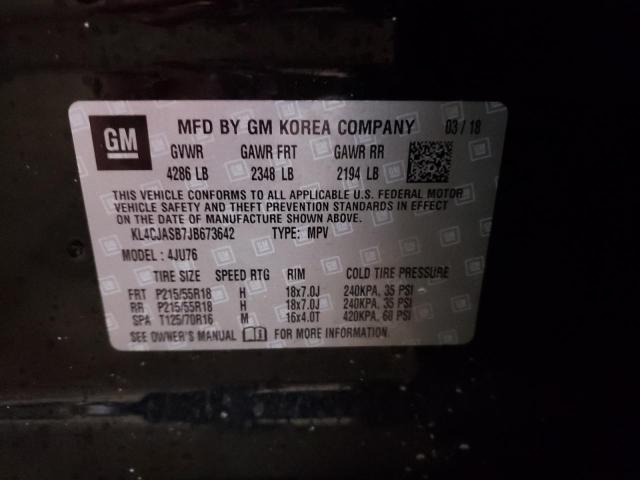 GM MFD BY GM KOREA COMPANY 03/18
GVWR GAWR FRT GAWR RR
4286 LB 2348 LB 2194 LB
THIS VEHICLE CONFORMS TO ALL APPLICABLE U.S. FEDERAL MOTOR
VEHICLE SAFETY AND THEFT PREVENTION STANDARDS IN EFFECT ON
THE DATE OF MANUFACTURE SHOWN ABOVE.
KL4CJASB7JB673642 TYPE: MPV
MODEL: 4JU76
TIRE SIZE SPEED RTG RIM COLD TIRE PRESSURE
FRT P215/55R18 H 18x7.0J 240KPA, 35 PSI
RR P215/55R18 H 18x7.0J 240KPA, 35 PSI
SPA T125/70R16 M 16x4.0T 420KPA, 60 PSI
SEE OWNER'S MANUAL FOR MORE INFORMATION.